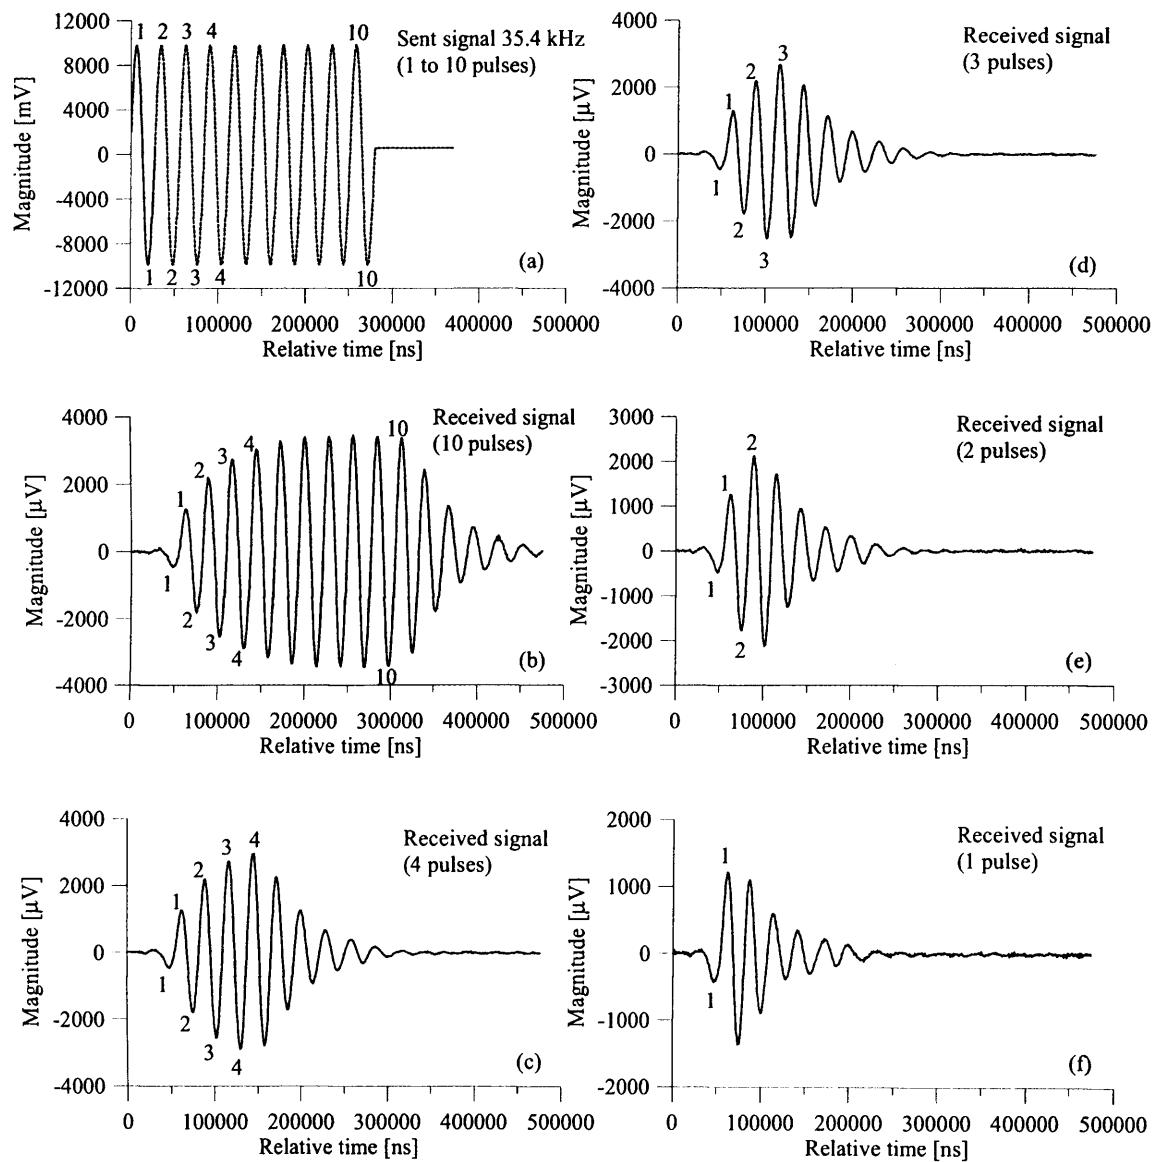 Sent signal 35.4 kHz
(1 to 10 pulses)
1 2 3 4 10
12000
8000
4000
0
-4000
-8000
-12000
Magnitude [mV]
1 2 3 4 10
(a)
0 100000 200000 300000 400000 500000
Relative time [ns]
Received signal
(3 pulses)
1 2 3
4000
2000
0
-2000
-4000
Magnitude [µV]
1 2 3
(d)
0 100000 200000 300000 400000 500000
Relative time [ns]
Received signal
(10 pulses)
1 2 3 4 10
4000
2000
0
-2000
-4000
Magnitude [µV]
1 2 3 4 10
(b)
0 100000 200000 300000 400000 500000
Relative time [ns]
Received signal
(2 pulses)
1 2
3000
2000
1000
0
-1000
-2000
-3000
Magnitude [µV]
1 2
(e)
0 100000 200000 300000 400000 500000
Relative time [ns]
Received signal
(4 pulses)
1 2 3 4
4000
2000
0
-2000
-4000
Magnitude [µV]
1 2 3 4
(c)
0 100000 200000 300000 400000 500000
Relative time [ns]
Received signal
(1 pulse)
1
2000
1000
0
-1000
-2000
Magnitude [µV]
1
(f)
0 100000 200000 300000 400000 500000
Relative time [ns]